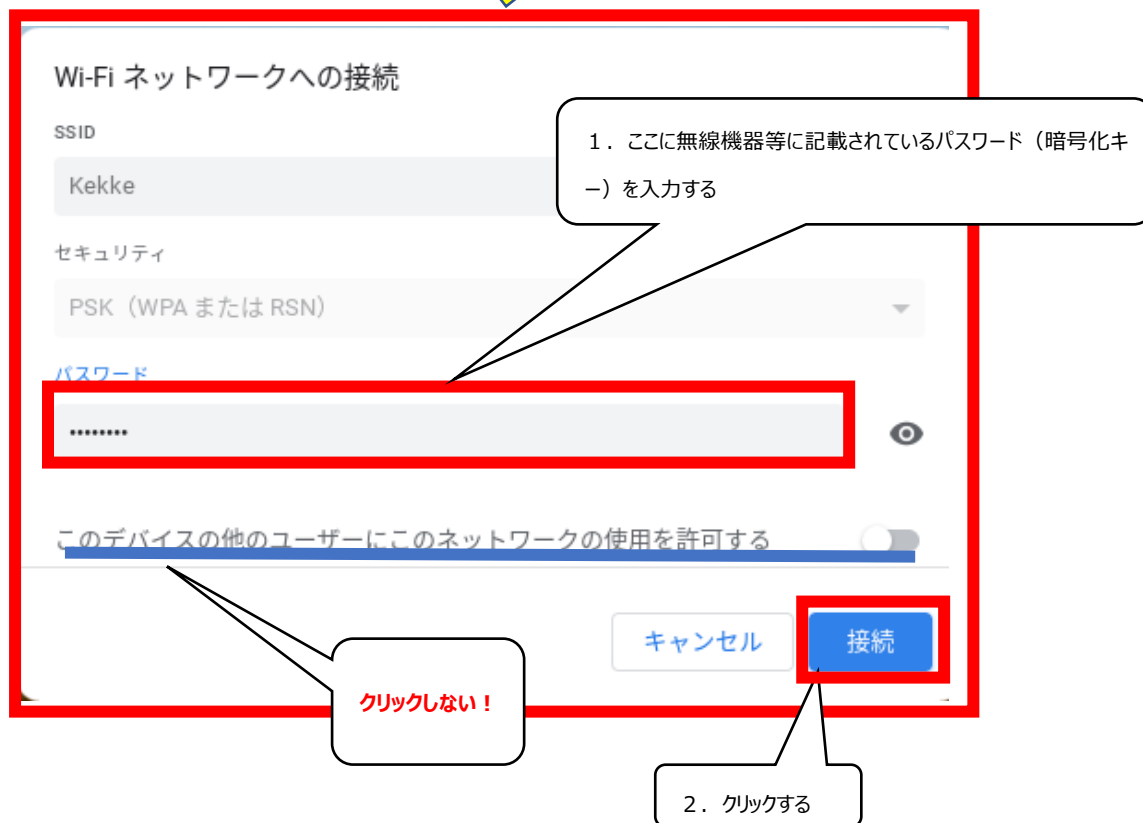 Wi-Fi ネットワークへの接続
SSID
Kekke
1．ここに無線機器等に記載されているパスワード（暗号化キ
ー）を入力する
セキュリティ
PSK（WPA または RSN）
パスワード
••••••••
このデバイスの他のユーザーにこのネットワークの使用を許可する
キャンセル
接続
クリックしない！
2．クリックする